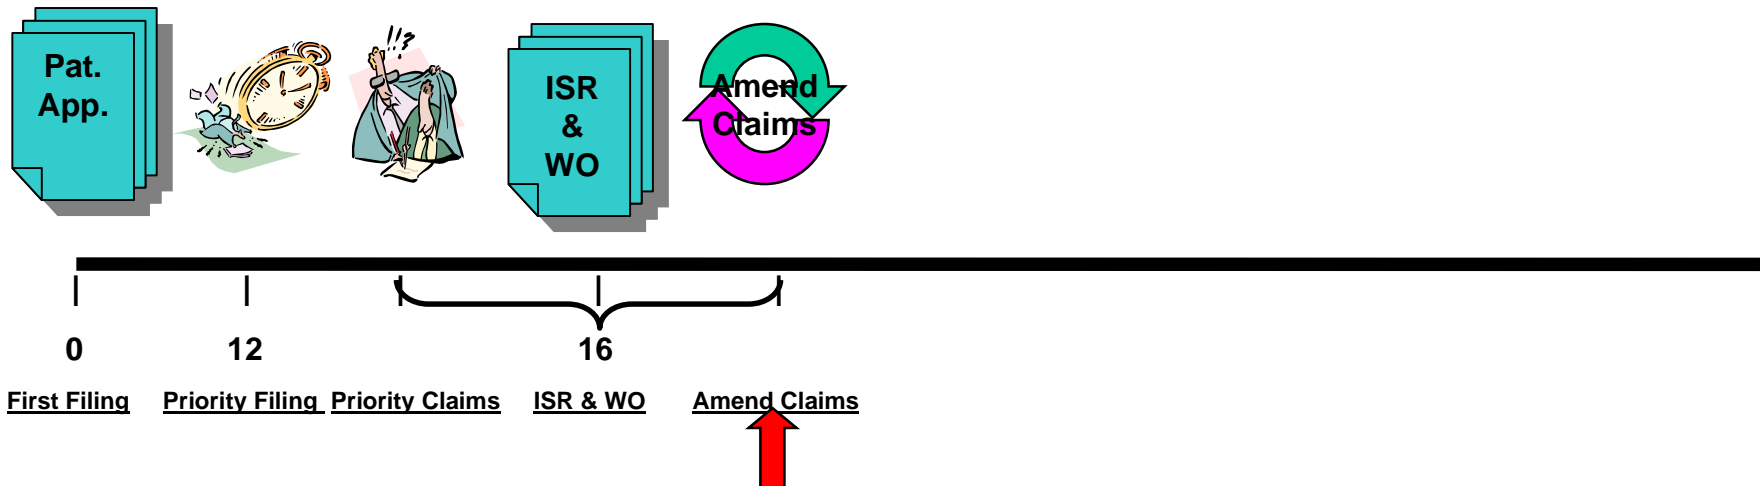 Pat.
App.
!!?
ISR
&
WO
Amend
Claims
0
12
16
First Filing
Priority Filing
Priority Claims
ISR & WO
Amend Claims